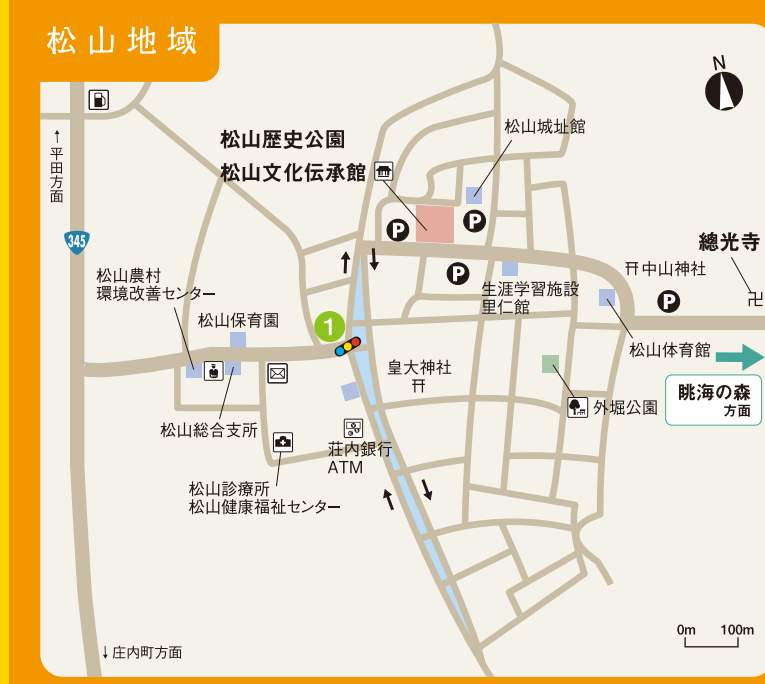 松山地域
N
↑平田方面
345
松山歴史公園
松山文化伝承館
松山城址館
P
P
P
P
總光寺
卍
中山神社
生涯学習施設
里仁館
松山体育館
眺海の森
方面
外堀公園
松山農村
環境改善センター
松山保育園
1
皇大神社
松山総合支所
荘内銀行
ATM
松山診療所
松山健康福祉センター
↓庄内町方面
0m 100m